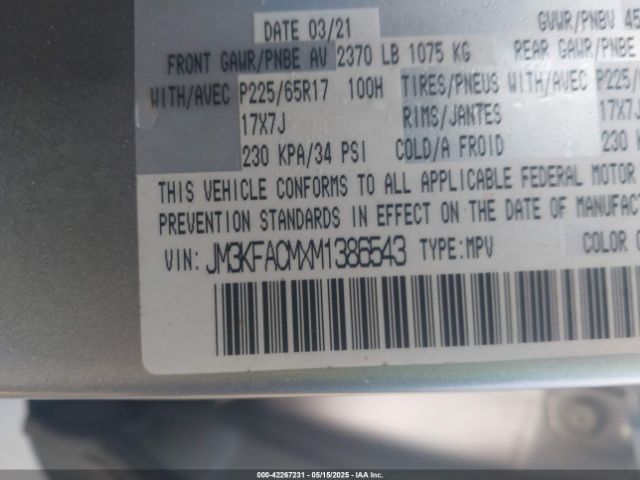 DATE 03/21
GVWR/PNBV 45
FRONT GAWR/PNBE AV 2370 LB 1075 KG REAR GAWR/PNBE
WITH/AVEC P225/65R17 100H TIRES/PNEUS WITH/AVEC P225/
17X7J RIMS/JANTES 17X7J
230 KPA/34 PSI COLD/A FROID 230 K
THIS VEHICLE CONFORMS TO ALL APPLICABLE FEDERAL MOTOR
PREVENTION STANDARDS IN EFFECT ON THE DATE OF MANUFACT
VIN: JM3KFACMXM1386543 TYPE:MPV COLOR
000-42267231 - 05/15/2025 - IAA Inc.